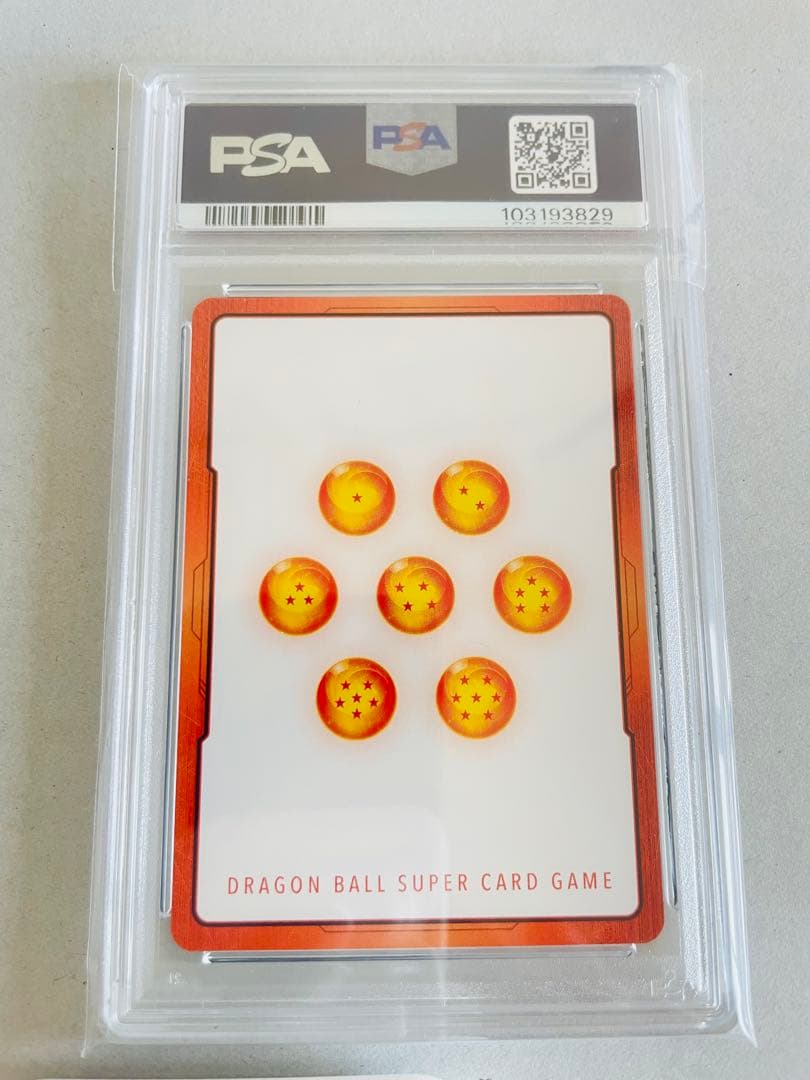 PSA
PSA
103193829
DRAGON BALL SUPER CARD GAME